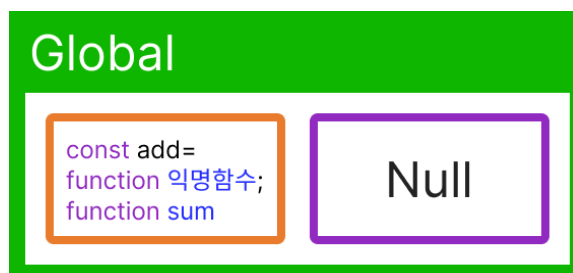 Global
const add=
function 익명함수;
function sum
Null